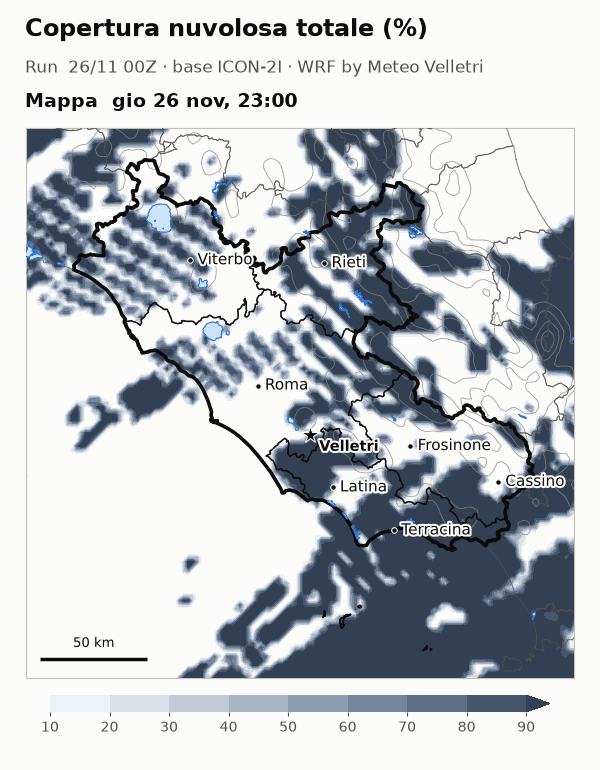 Copertura nuvolosa totale (%)
Run  26/11 00Z · base ICON-2I · WRF by Meteo Velletri
Mappa  gio 26 nov, 23:00
Viterbo
Rieti
Roma
Velletri
Frosinone
Cassino
Latina
Terracina
50 km
10 20 30 40 50 60 70 80 90